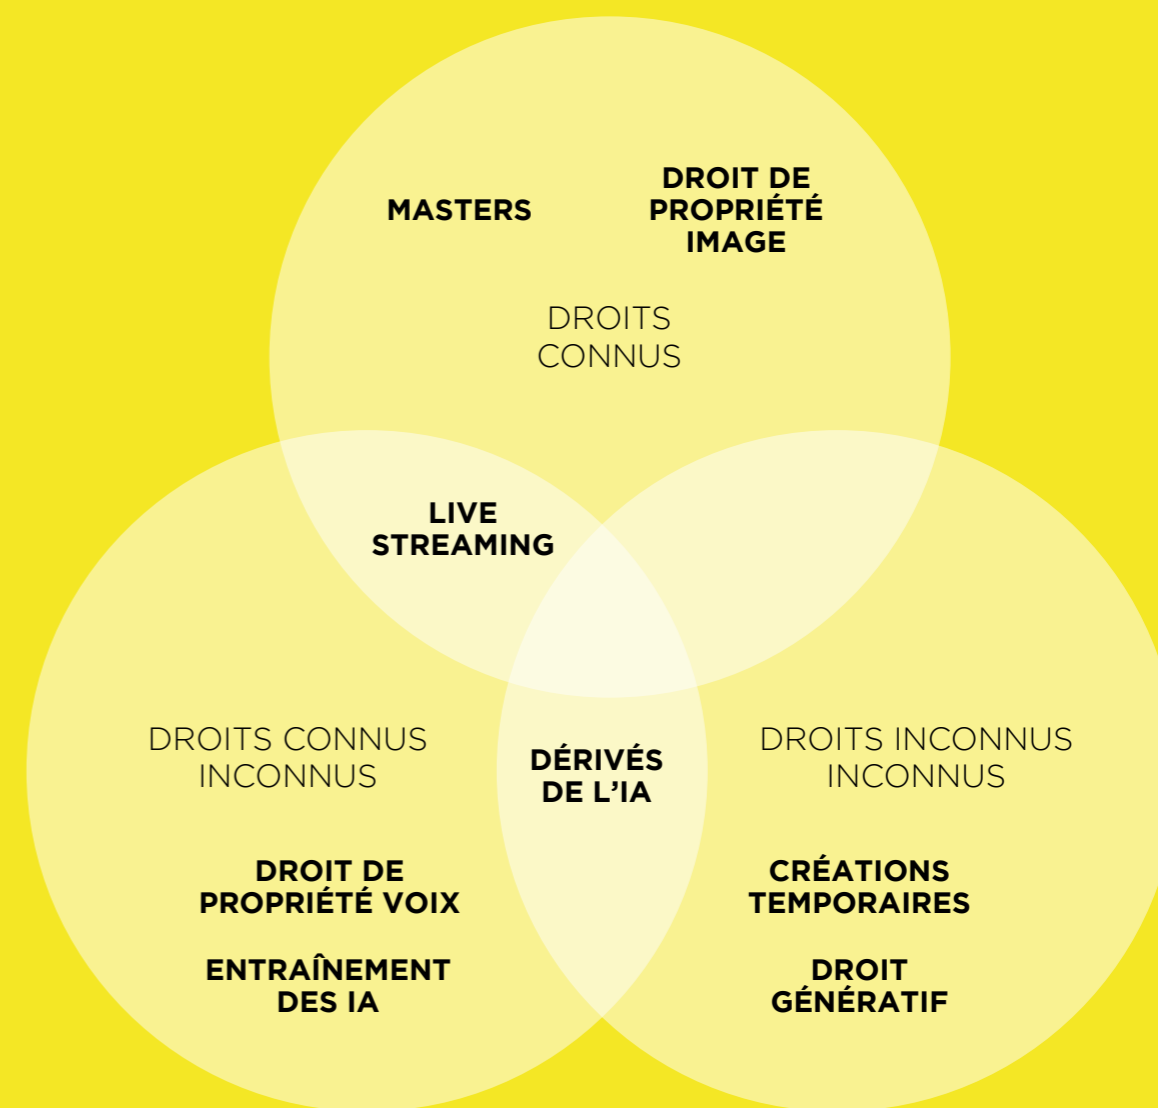 MASTERS
DROIT DE
PROPRIÉTÉ
IMAGE
DROITS
CONNUS
LIVE
STREAMING
DROITS CONNUS
INCONNUS
DÉRIVÉS
DE L’IA
DROITS INCONNUS
INCONNUS
DROIT DE
PROPRIÉTÉ VOIX
ENTRAÎNEMENT
DES IA
CRÉATIONS
TEMPORAIRES
DROIT
GÉNÉRATIF